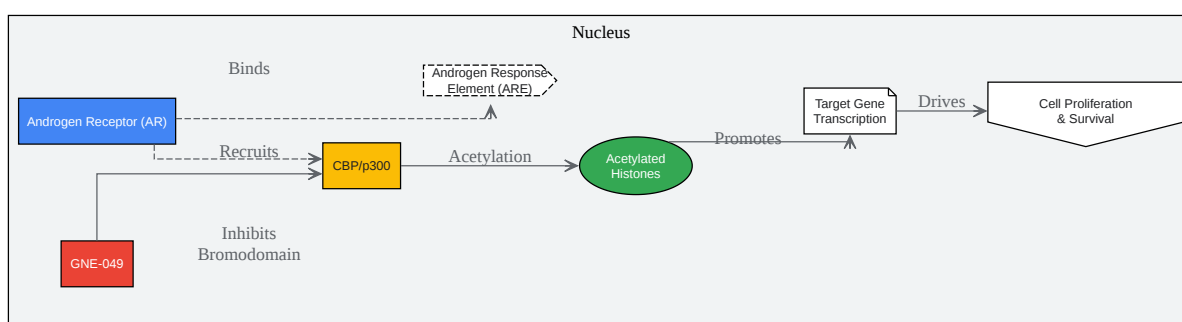 Nucleus
Binds
Androgen Response
Element (ARE)
Androgen Receptor (AR)
Target Gene
Transcription
Drives
Cell Proliferation
& Survival
Recruits
CBP/p300
Acetylation
Acetylated
Histones
Promotes
Inhibits
Bromodomain
GNE-049